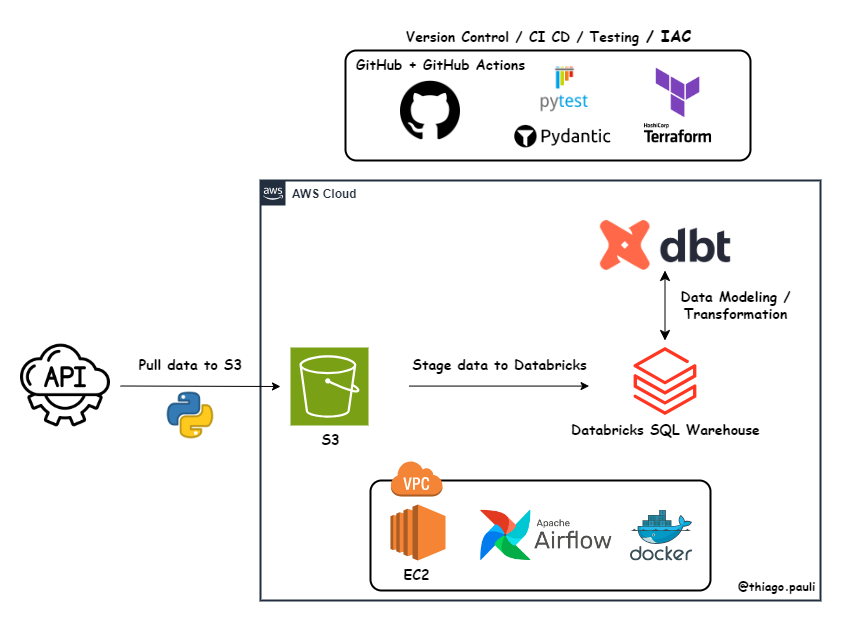 Version Control / CI CD / Testing / IAC
GitHub + GitHub Actions
pytest
Pydantic
HashiCorp
Terraform
aws
AWS Cloud
dbt
Data Modeling /
Transformation
API
Pull data to S3
Stage data to Databricks
S3
Databricks SQL Warehouse
VPC
EC2
Apache
Airflow
docker
@thiago.pauli